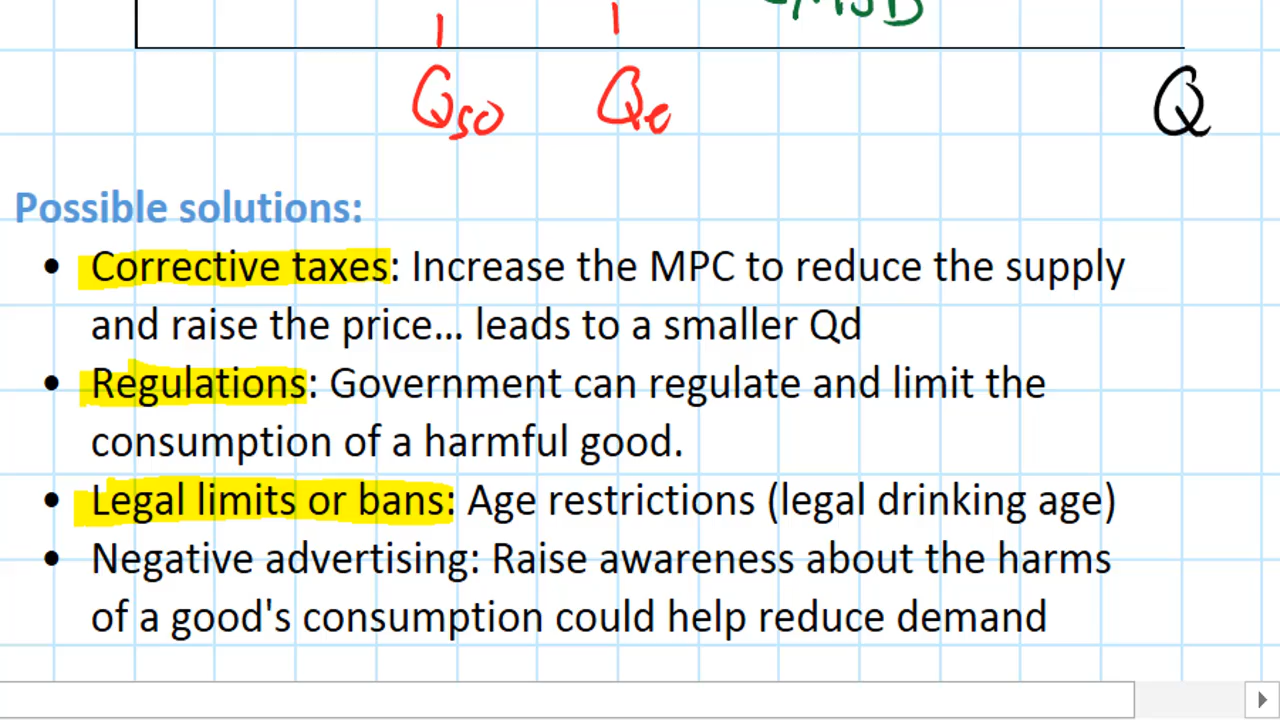 MSB
Qso Qe Q
Possible solutions:
• Corrective taxes: Increase the MPC to reduce the supply
and raise the price... leads to a smaller Qd
• Regulations: Government can regulate and limit the
consumption of a harmful good.
• Legal limits or bans: Age restrictions (legal drinking age)
• Negative advertising: Raise awareness about the harms
of a good's consumption could help reduce demand